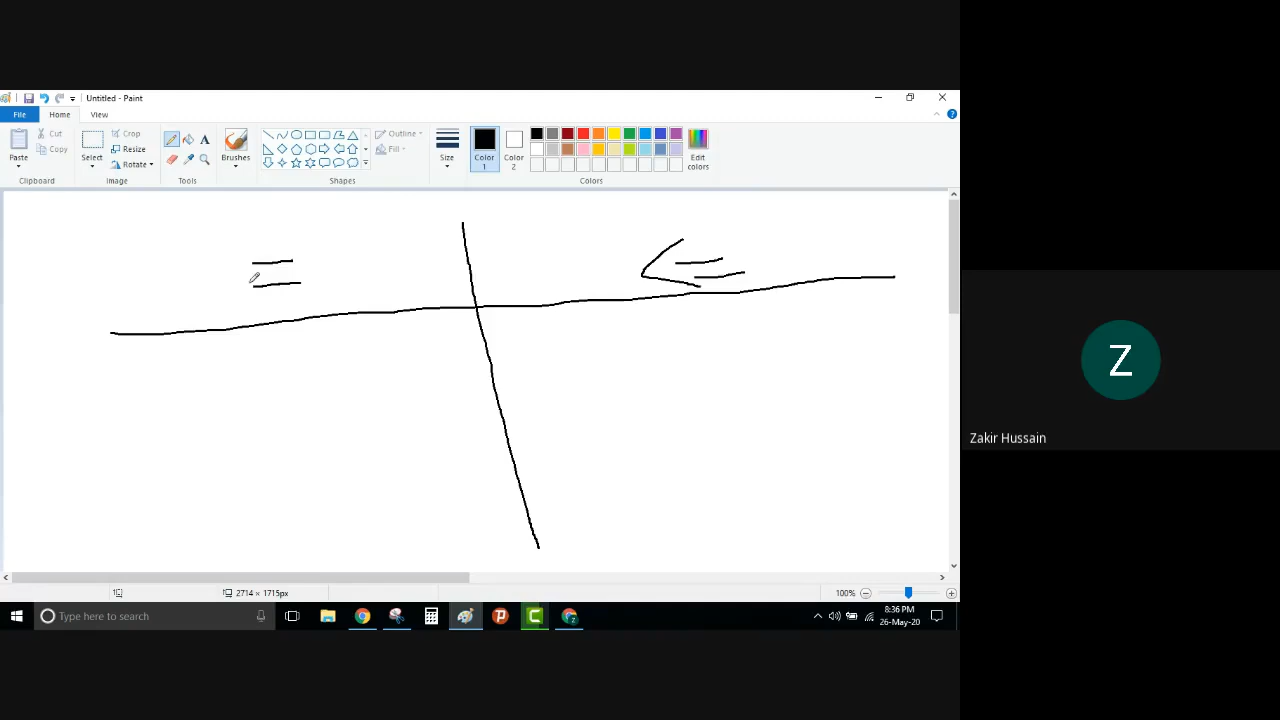 Untitled - Paint
File
Home
View
Paste
Cut
Copy
Clipboard
Select
Crop
Resize
Rotate
Image
A
Tools
Brushes
Outline
Fill
Shapes
Size
Color 1
Color 2
Edit colors
Colors
=
<=
2714 × 1715px
100%
Type here to search
8:36 PM
26-May-20
Z
Zakir Hussain